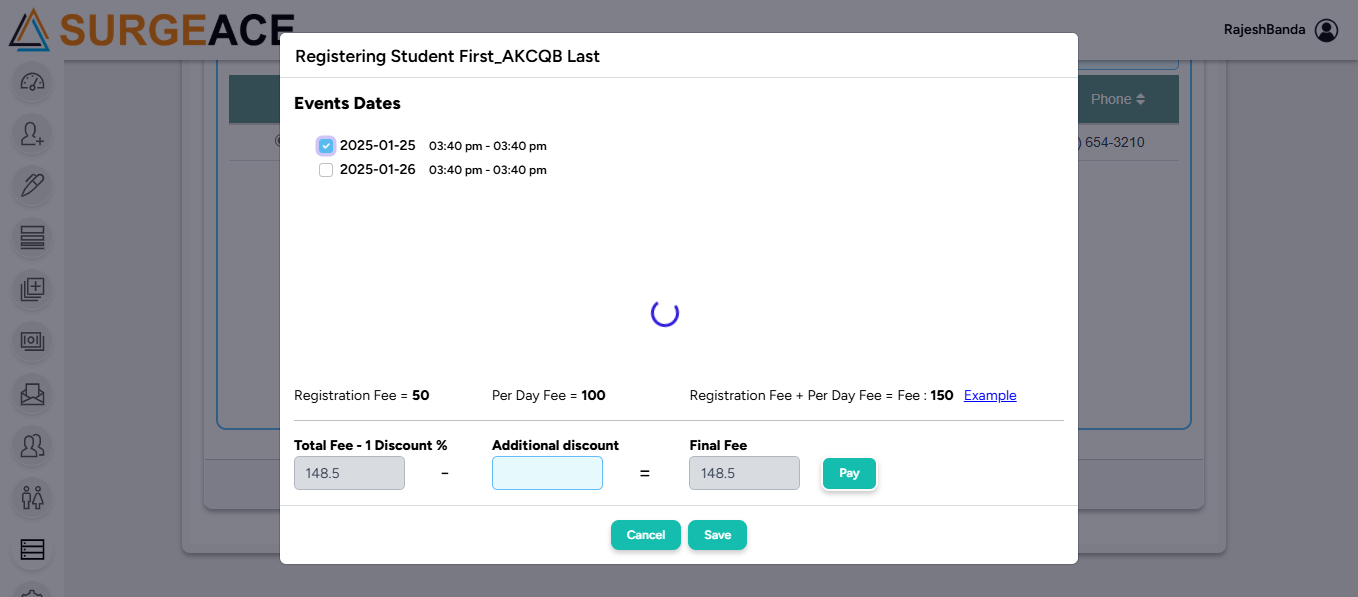 SURGEACE
RajeshBanda
Registering Student First_AKCQB Last
Events Dates
Phone
2025-01-25 03:40 pm - 03:40 pm
) 654-3210
2025-01-26 03:40 pm - 03:40 pm
Registration Fee = 50 Per Day Fee = 100 Registration Fee + Per Day Fee = Fee : 150 Example
Total Fee - 1 Discount % Additional discount Final Fee
148.5 - = 148.5 Pay
Cancel Save